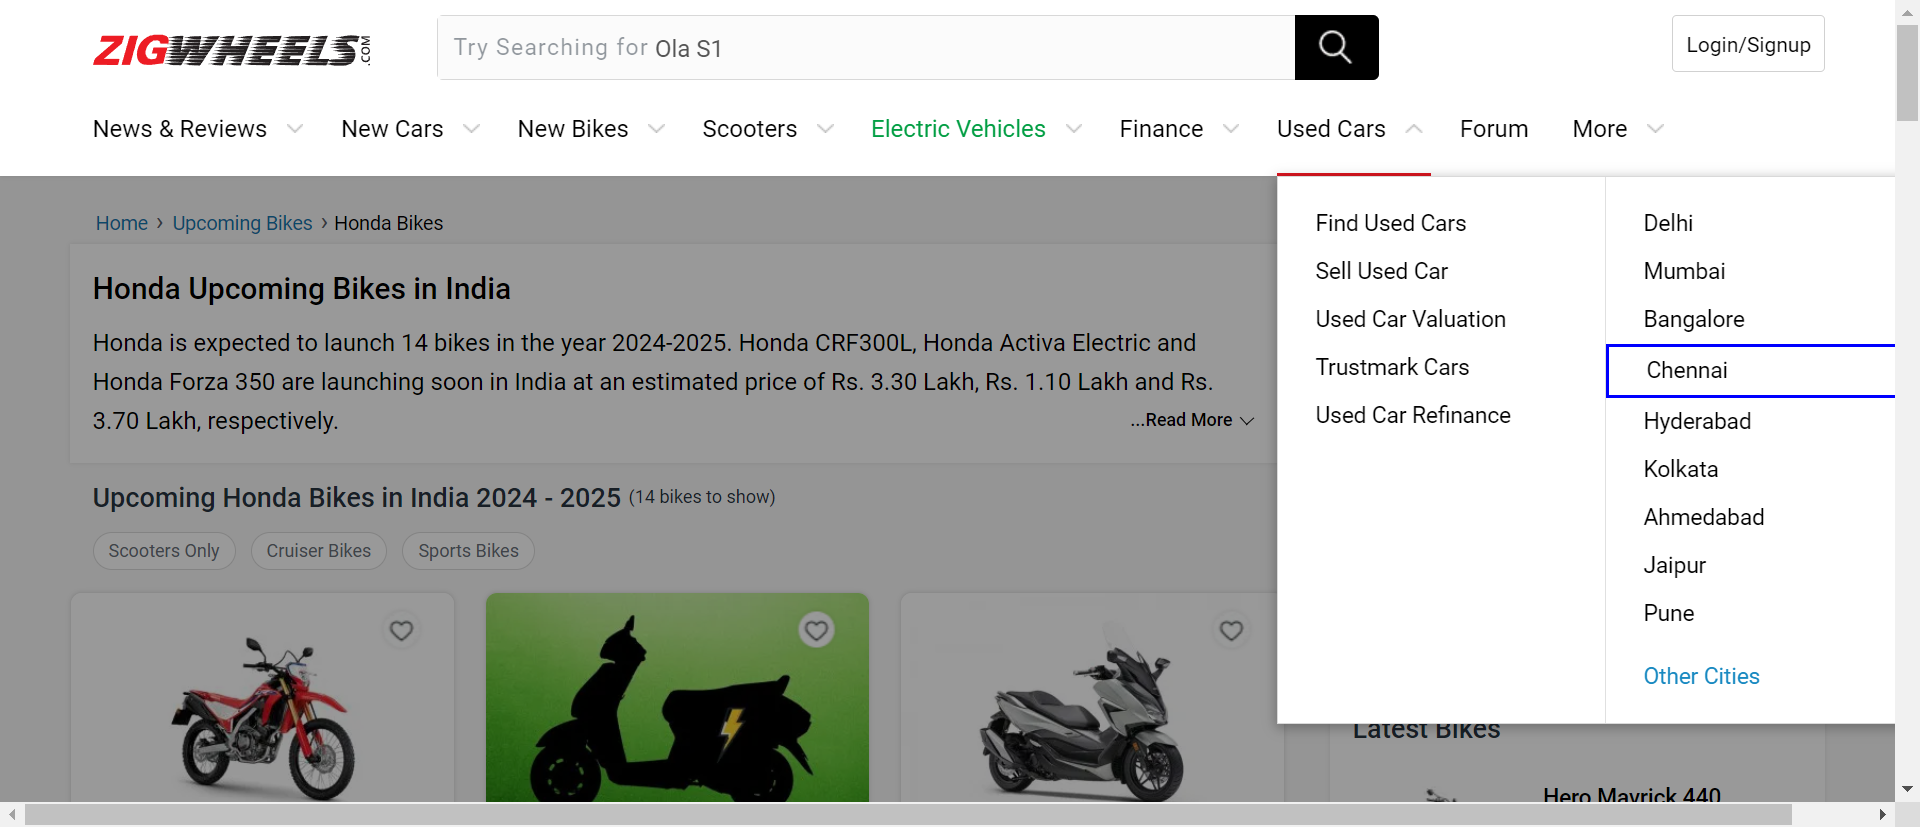 ZIGWHEELS.COM
Try Searching for Ola S1
Login/Signup
News & Reviews New Cars New Bikes Scooters Electric Vehicles Finance Used Cars Forum More
Home › Upcoming Bikes › Honda Bikes
Honda Upcoming Bikes in India
Honda is expected to launch 14 bikes in the year 2024-2025. Honda CRF300L, Honda Activa Electric and
Honda Forza 350 are launching soon in India at an estimated price of Rs. 3.30 Lakh, Rs. 1.10 Lakh and Rs.
3.70 Lakh, respectively.
...Read More
Upcoming Honda Bikes in India 2024 - 2025 (14 bikes to show)
Scooters Only Cruiser Bikes Sports Bikes
Find Used Cars
Sell Used Car
Used Car Valuation
Trustmark Cars
Used Car Refinance
Delhi
Mumbai
Bangalore
Chennai
Hyderabad
Kolkata
Ahmedabad
Jaipur
Pune
Other Cities
Latest Bikes
Hero Mavrick 440